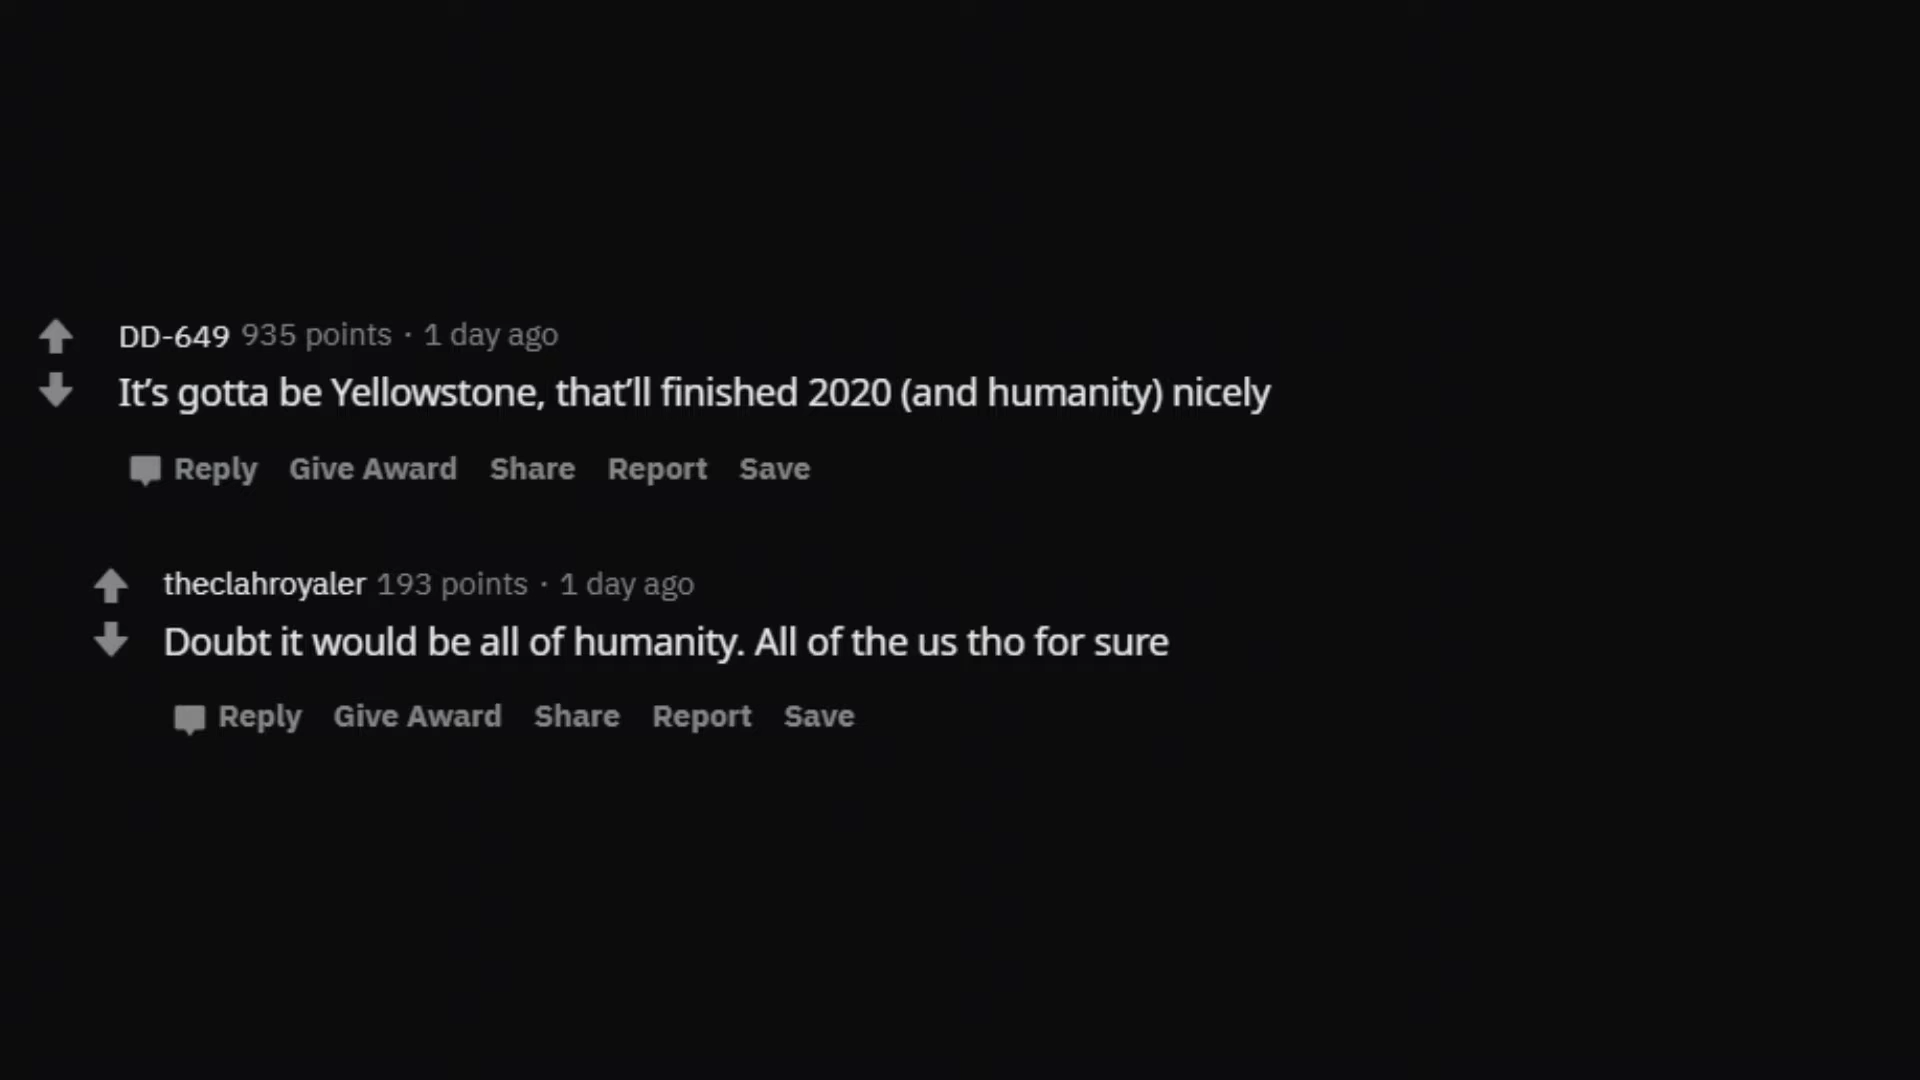 DD-649 935 points · 1 day ago
It’s gotta be Yellowstone, that’ll finished 2020 (and humanity) nicely
Reply Give Award Share Report Save
theclahroyaler 193 points · 1 day ago
Doubt it would be all of humanity. All of the us tho for sure
Reply Give Award Share Report Save